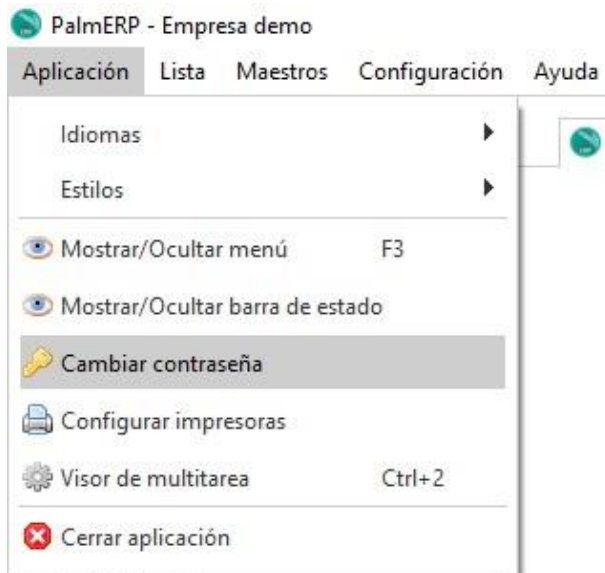 PalmERP - Empresa demo
Aplicación Lista Maestros Configuración Ayuda
Idiomas
Estilos
Mostrar/Ocultar menú F3
Mostrar/Ocultar barra de estado
Cambiar contraseña
Configurar impresoras
Visor de multitarea Ctrl+2
Cerrar aplicación